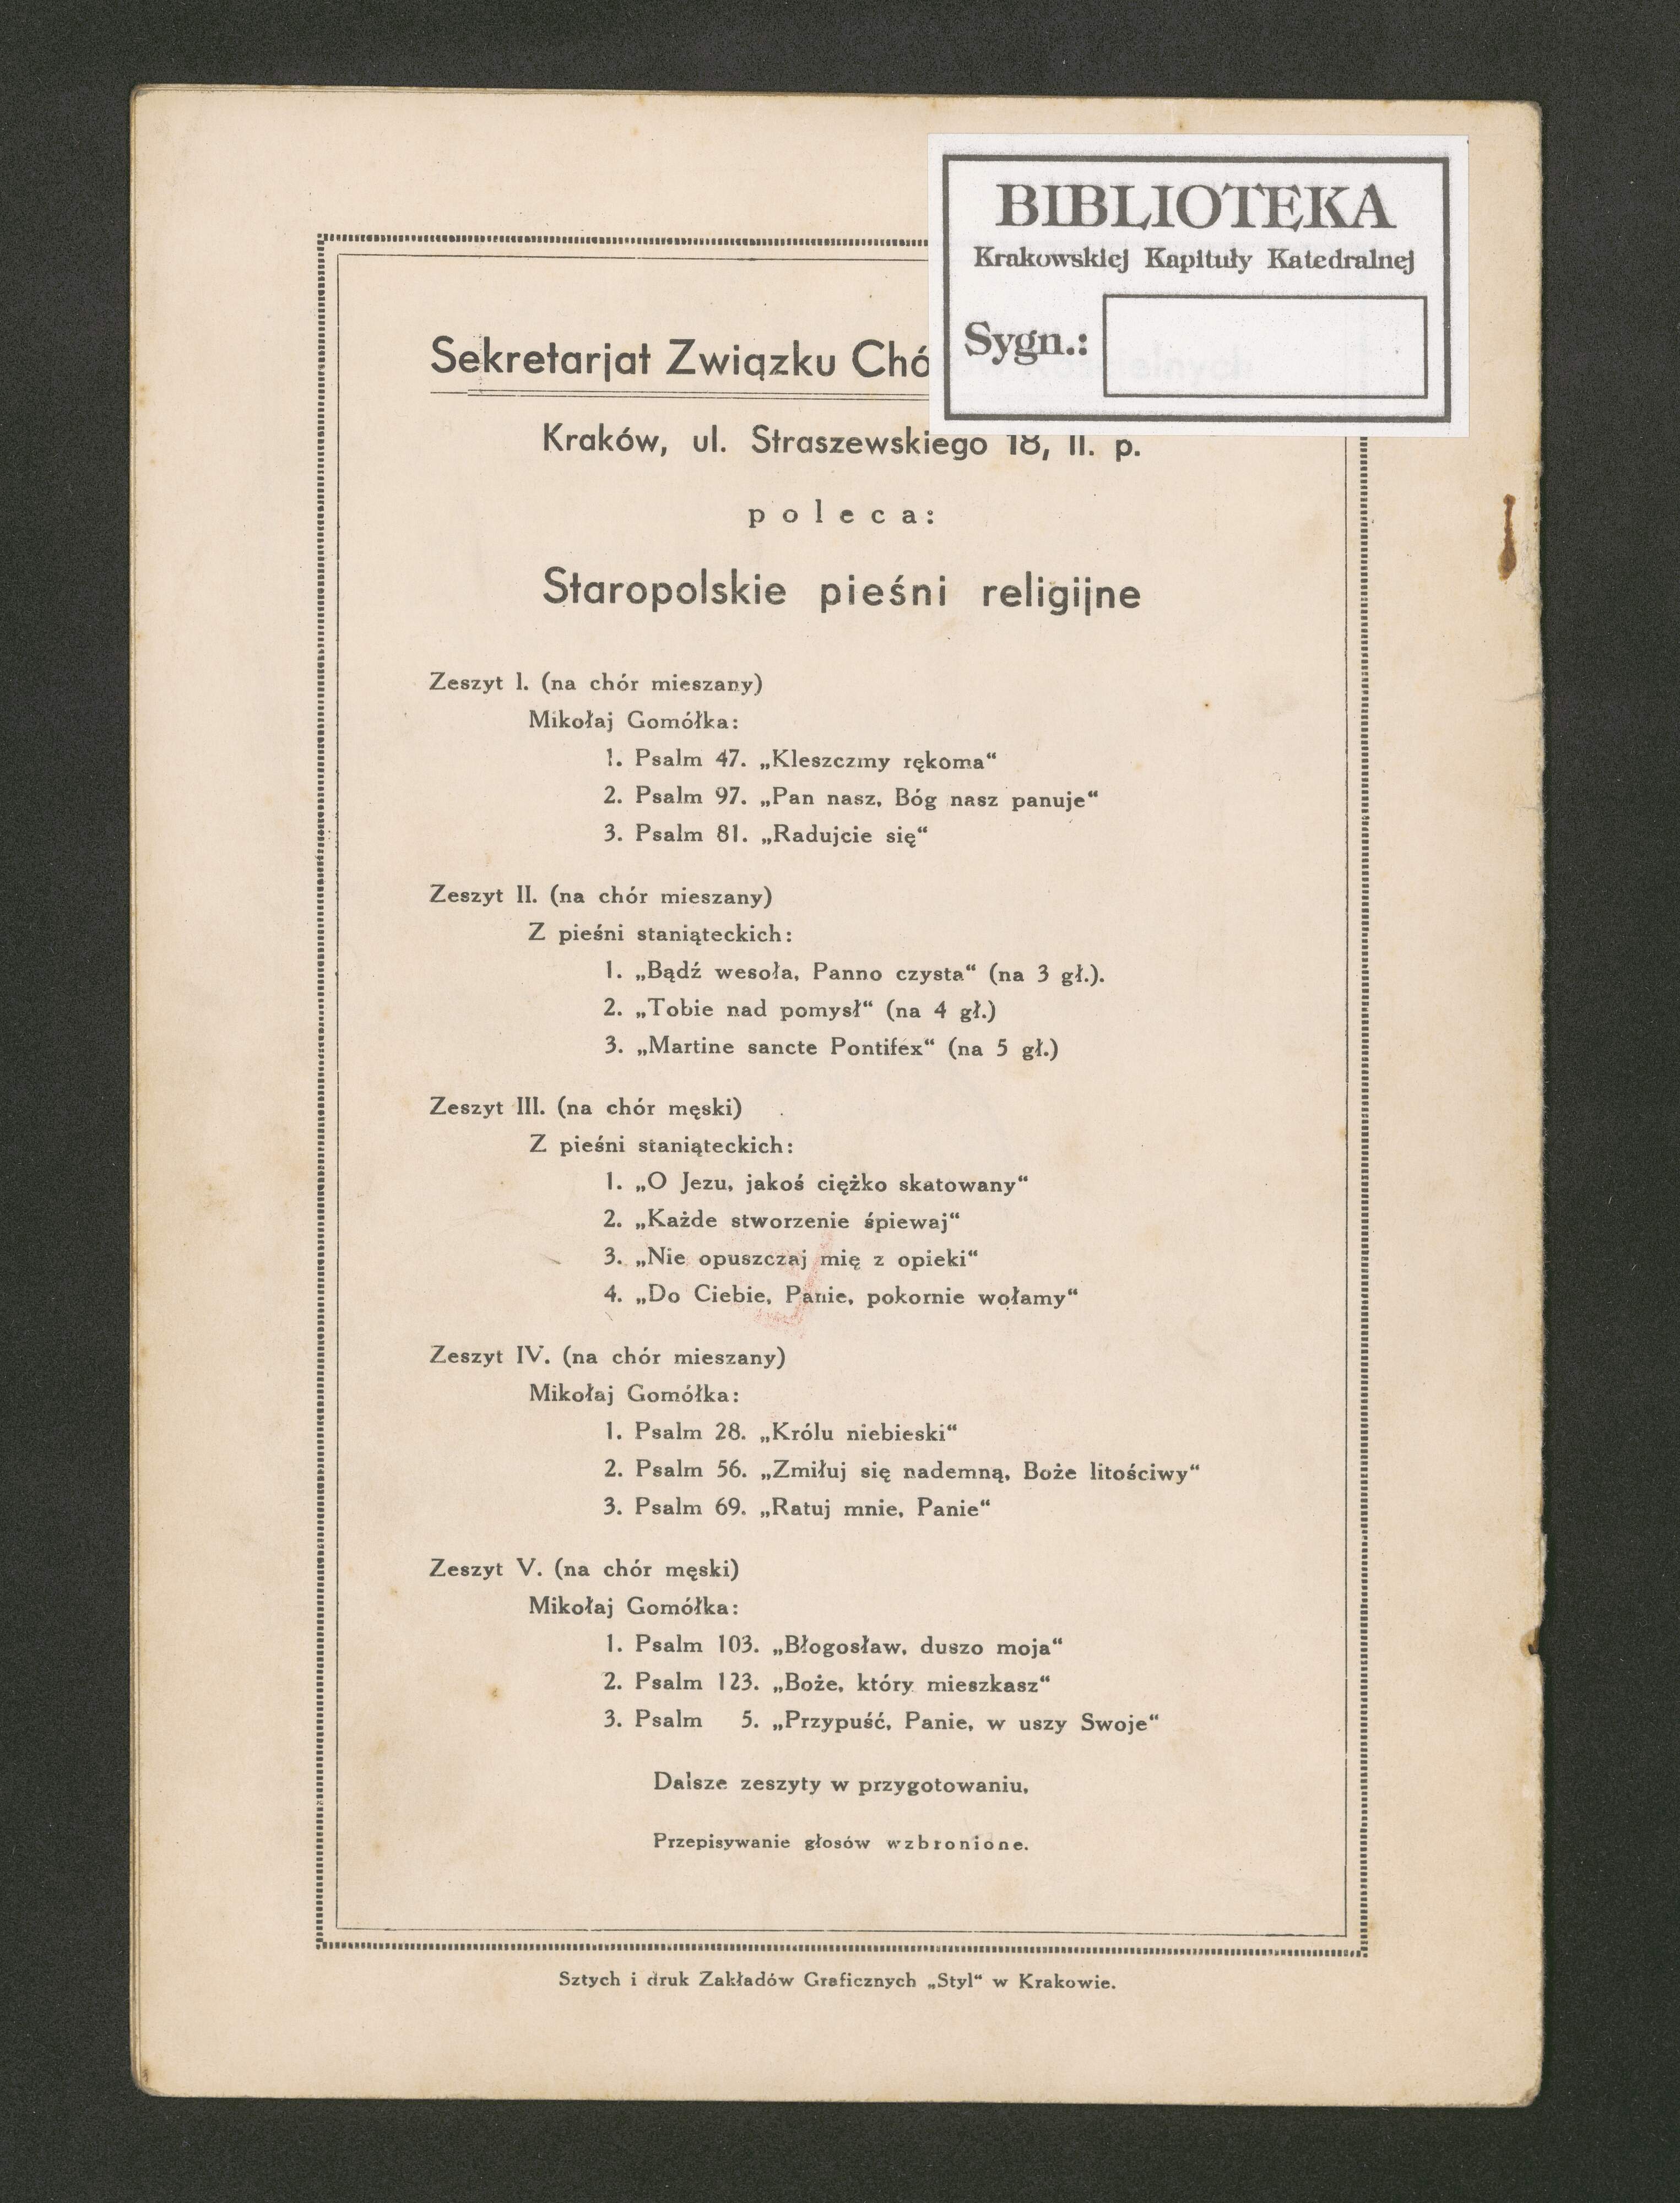 BIBLIOTEKA
Krakowskiej Kapituły Katedralnej
Sygn.:
Sekretarjat Związku Chó
Kraków, ul. Straszewskiego 18, II. p.
poleca:
Staropolskie pieśni religijne
Zeszyt I. (na chór mieszany)
Mikołaj Gomółka:
1. Psalm 47. „Kleszczmy rękoma“
2. Psalm 97. „Pan nasz, Bóg nasz panuje“
3. Psalm 81. „Radujcie się“
Zeszyt II. (na chór mieszany)
Z pieśni staniąteckich:
1. „Bądź wesoła, Panno czysta“ (na 3 gł.).
2. „Tobie nad pomysł“ (na 4 gł.)
3. „Martine sancte Pontifex“ (na 5 gł.)
Zeszyt III. (na chór męski)
Z pieśni staniąteckich:
1. „O Jezu, jakoś ciężko skatowany“
2. „Każde stworzenie śpiewaj“
3. „Nie opuszczaj mię z opieki“
4. „Do Ciebie, Panie, pokornie wołamy“
Zeszyt IV. (na chór mieszany)
Mikołaj Gomółka:
1. Psalm 28. „Królu niebieski“
2. Psalm 56. „Zmiłuj się nademną, Boże litościwy“
3. Psalm 69. „Ratuj mnie, Panie“
Zeszyt V. (na chór męski)
Mikołaj Gomółka:
1. Psalm 103. „Błogosław, duszo moja“
2. Psalm 123. „Boże, który mieszkasz“
3. Psalm 5. „Przypuść, Panie, w uszy Swoje“
Dalsze zeszyty w przygotowaniu,
Przepisywanie głosów wzbronione.
Sztych i druk Zakładów Graficznych „Styl“ w Krakowie.